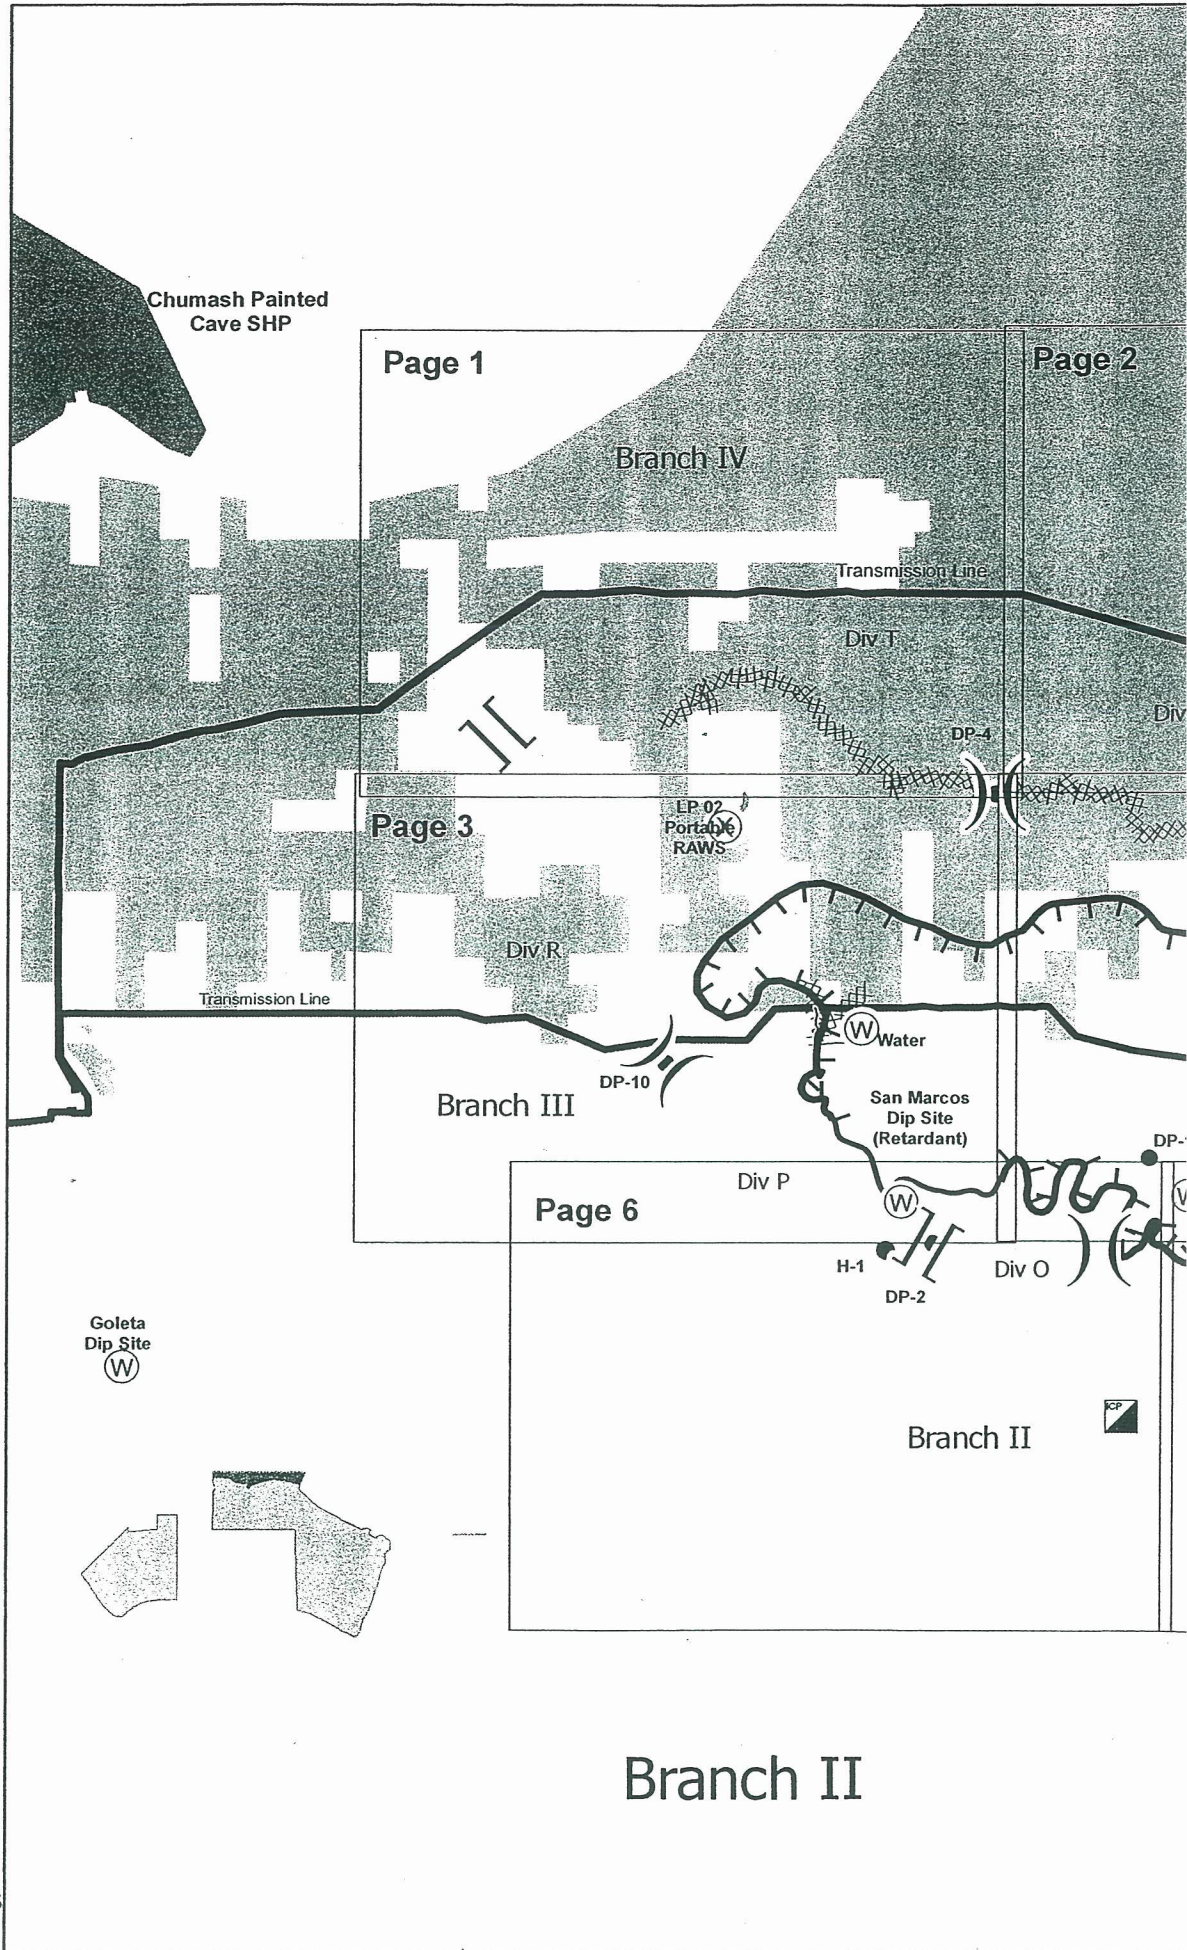 Chumash Painted
Cave SHP
Page 1
Page 2
Branch IV
Transmission Line
Div T
Div
DP-4
LP 02
Portable
RAWS
X
Page 3
Div R
Transmission Line
W
Water
DP-10
Branch III
San Marcos
Dip Site
(Retardant)
DP-
Div P
W
W
Page 6
H-1
DP-2
Div O
Goleta
Dip Site
W
ICP
Branch II
Branch II